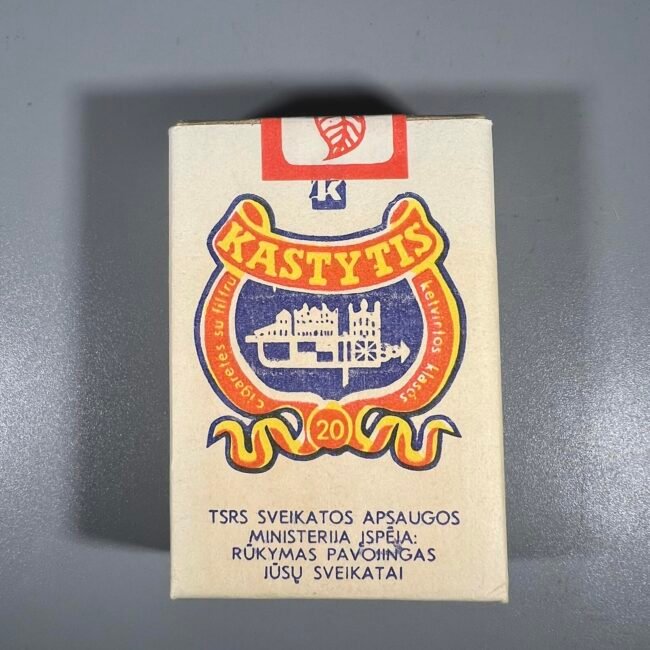 K
KASTYTIS
cigaretės su filtru
ketvirtos klasės
20
TSRS SVEIKATOS APSAUGOS
MINISTERIJA ĮSPĖJA:
RŪKYMAS PAVOJINGAS
JŪSŲ SVEIKATAI